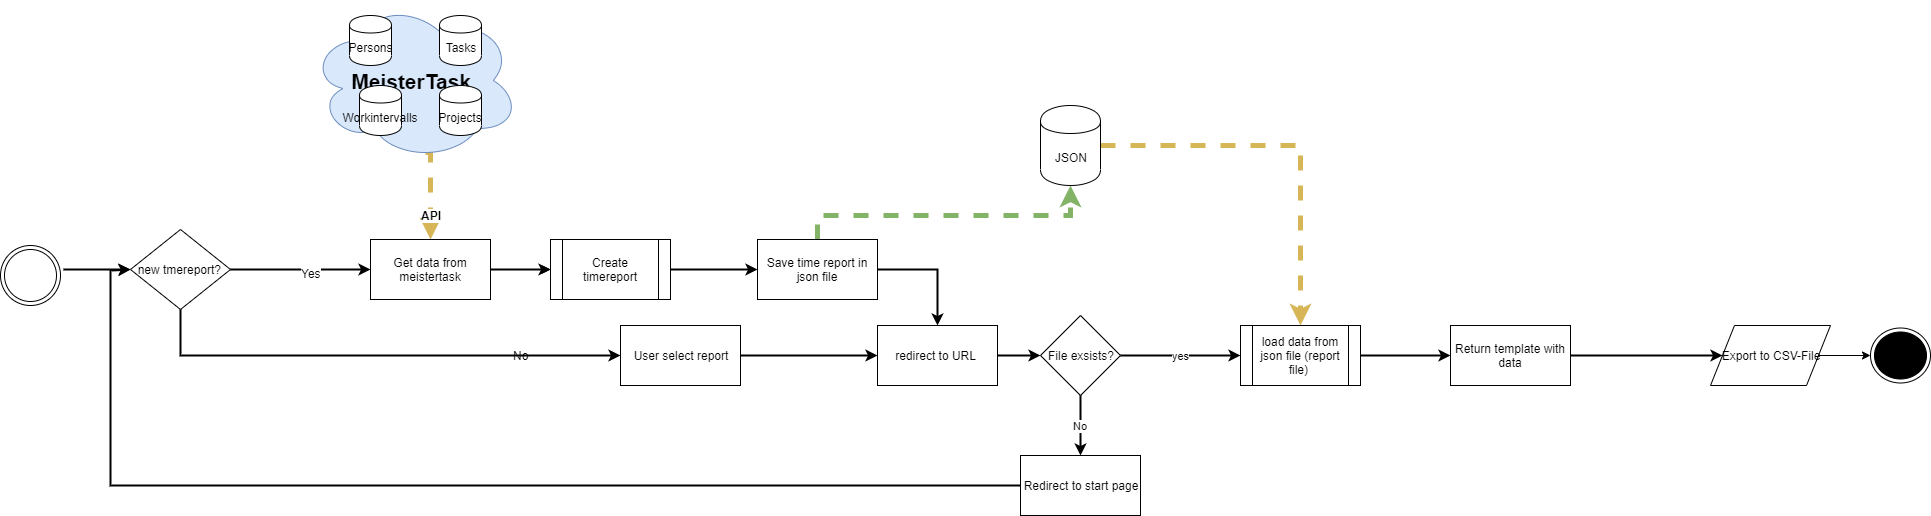 Persons
Tasks
MeisterTask
Workintervalls
Projects
JSON
API
new tmereport?
Yes
Get data from
meistertask
Create
timereport
Save time report in
json file
No
User select report
redirect to URL
File exsists?
yes
load data from
json file (report
file)
Return template with
data
Export to CSV-File
No
Redirect to start page